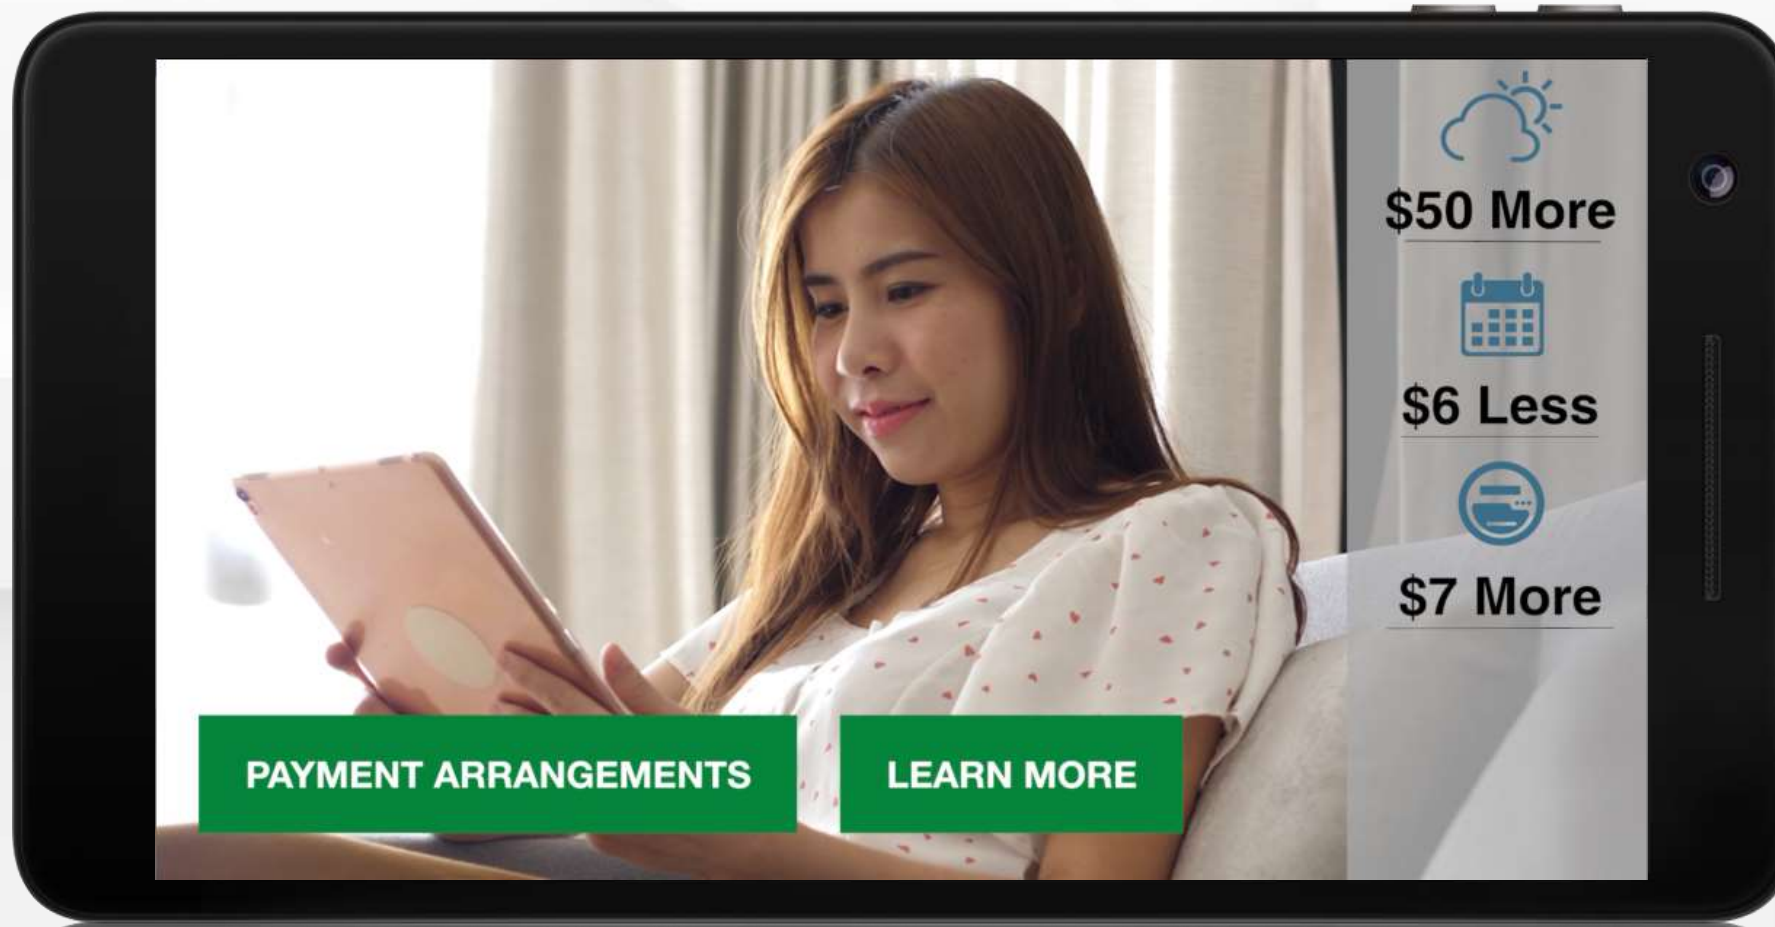 $50 More
$6 Less
$7 More
PAYMENT ARRANGEMENTS
LEARN MORE